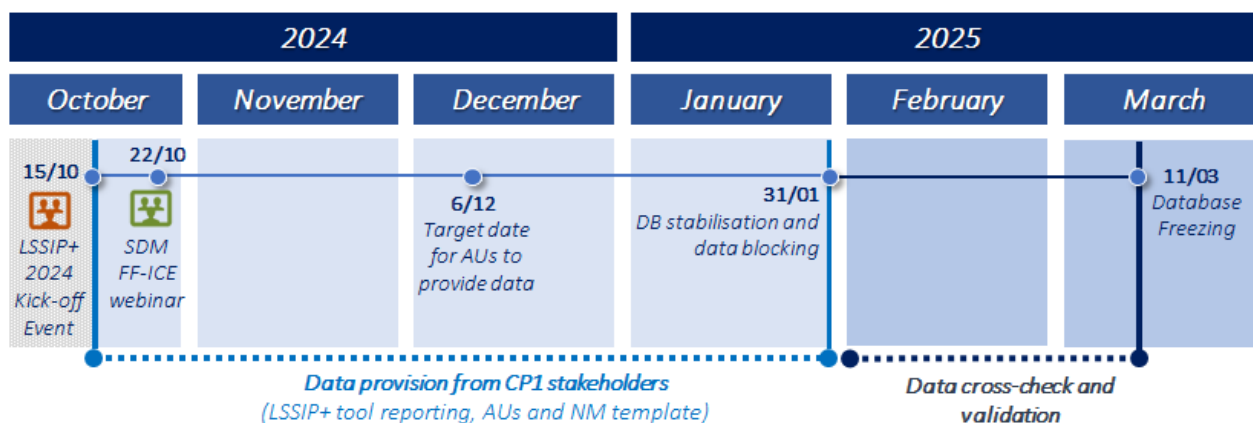 2024
2025
October
November
December
January
February
March
15/10
LSSIP+
2024
Kick-off
Event
22/10
SDM
FF-ICE
webinar
6/12
Target date
for AUs to
provide data
31/01
DB stabilisation and
data blocking
11/03
Database
Freezing
Data provision from CP1 stakeholders
(LSSIP+ tool reporting, AUs and NM template)
Data cross-check and
validation